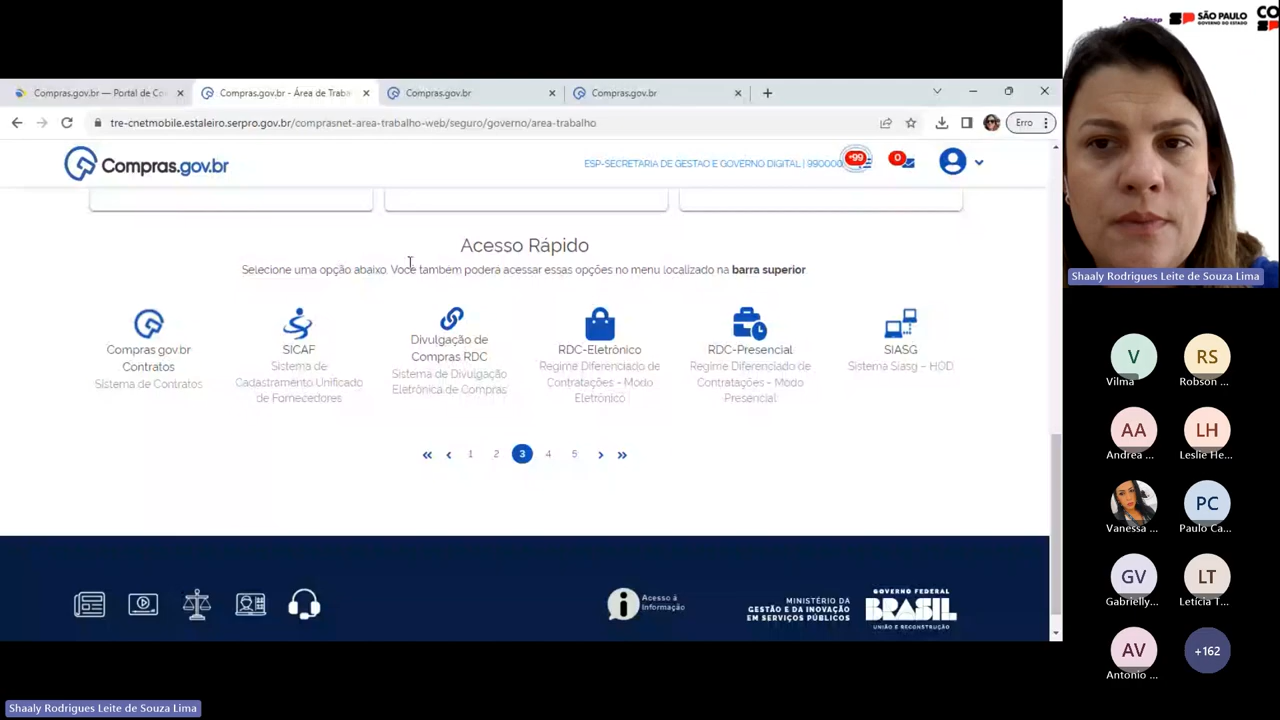 SÃO PAULO
GOVERNO DO ESTADO
CO
Compras.gov.br — Portal de Co
Compras.gov.br - Área de Traba
Compras.gov.br
Compras.gov.br
tre-cnetmobile.estaleiro.serpro.gov.br/comprasnet-area-trabalho-web/seguro/governo/area-trabalho
Erro
Compras.gov.br
ESP-SECRETARIA DE GESTAO E GOVERNO DIGITAL | 990000
+99
0
Acesso Rápido
Selecione uma opção abaixo. Você também poderá acessar essas opções no menu localizado na barra superior
Compras.gov.br
Contratos
Sistema de Contratos
SICAF
Sistema de
Cadastramento Unificado
de Fornecedores
Divulgação de
Compras RDC
Sistema de Divulgação
Eletrônica de Compras
RDC-Eletrônico
Regime Diferenciado de
Contratações - Modo
Eletrônico
RDC-Presencial
Regime Diferenciado de
Contratações - Modo
Presencial
SIASG
Sistema Siasg - HOD
1 2 3 4 5
Acesso à
Informação
MINISTÉRIO DA
GESTÃO E DA INOVAÇÃO
EM SERVIÇOS PÚBLICOS
GOVERNO FEDERAL
BRASIL
UNIÃO E RECONSTRUÇÃO
Shaaly Rodrigues Leite de Souza Lima
V
Vilma
RS
Robson ...
AA
Andrea ...
LH
Leslie He...
Vanessa ...
PC
Paulo Ca...
GV
Gabrielly...
LT
Letícia T...
AV
Antonio ...
+162
Shaaly Rodrigues Leite de Souza Lima